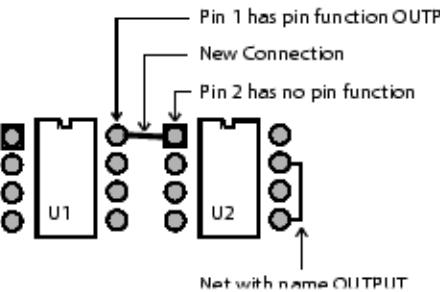 Pin 1 has pin function OUTP
New Connection
Pin 2 has no pin function
U1
U2
Net with name OUTPUT